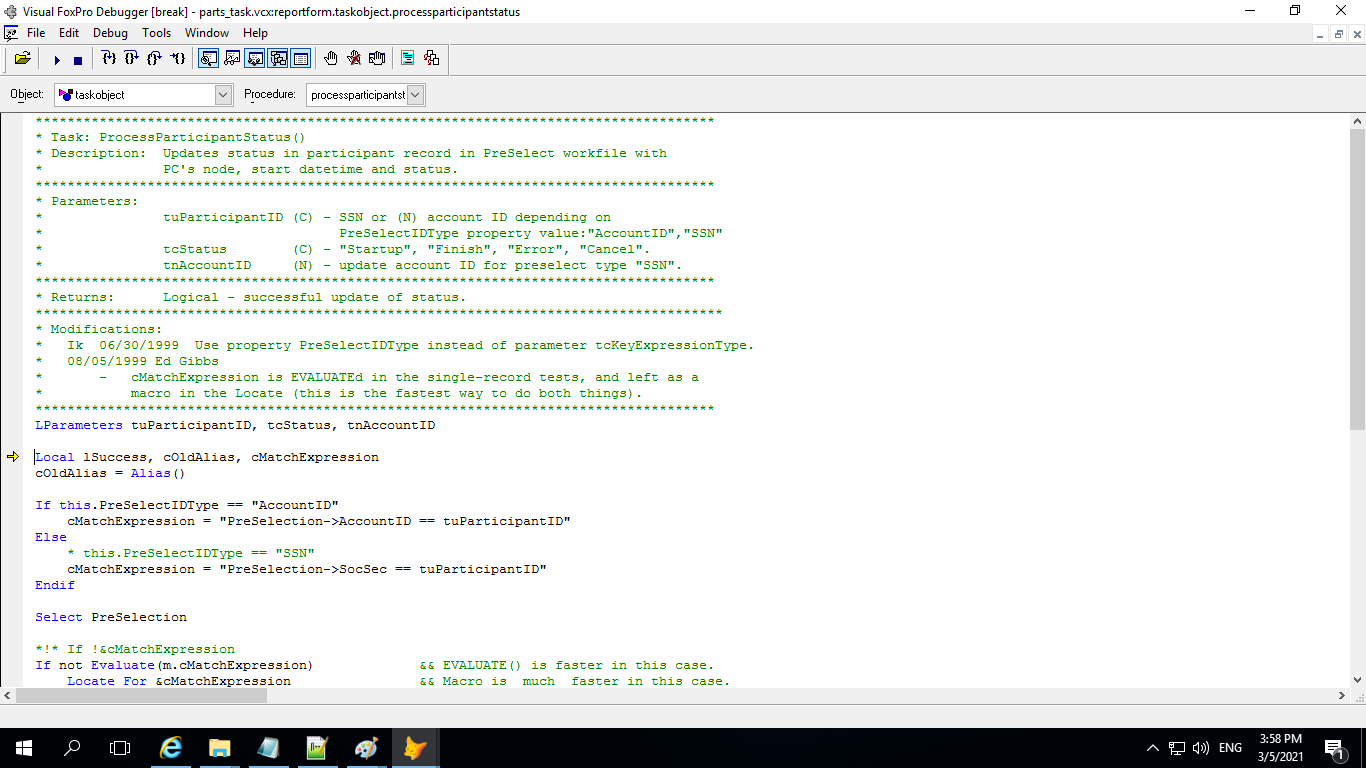 Visual FoxPro Debugger [break] - parts_task.vcx:reportform.taskobject.processparticipantstatus
File Edit Debug Tools Window Help
Object: taskobject Procedure: processparticipantst
*************************************************************************************
* Task: ProcessParticipantStatus()
* Description:  Updates status in participant record in PreSelect workfile with
*               PC's node, start datetime and status.
*************************************************************************************
* Parameters:
*               tuParticipantID (C) - SSN or (N) account ID depending on
*                                     PreSelectIDType property value:"AccountID","SSN"
*               tcStatus        (C) - "Startup", "Finish", "Error", "Cancel".
*               tnAccountID     (N) - update account ID for preselect type "SSN".
*************************************************************************************
* Returns:      Logical - successful update of status.
**************************************************************************************
* Modifications:
*   Ik  06/30/1999  Use property PreSelectIDType instead of parameter tcKeyExpressionType.
*   08/05/1999 Ed Gibbs
*       -   cMatchExpression is EVALUATEd in the single-record tests, and left as a
*           macro in the Locate (this is the fastest way to do both things).
*************************************************************************************
LParameters tuParticipantID, tcStatus, tnAccountID
Local lSuccess, cOldAlias, cMatchExpression
cOldAlias = Alias()
If this.PreSelectIDType == "AccountID"
    cMatchExpression = "PreSelection->AccountID == tuParticipantID"
Else
    * this.PreSelectIDType == "SSN"
    cMatchExpression = "PreSelection->SocSec == tuParticipantID"
Endif
Select PreSelection
*!* If !&cMatchExpression
If not Evaluate(m.cMatchExpression)             && EVALUATE() is faster in this case.
    Locate For &cMatchExpression                && Macro is  much  faster in this case.
ENG
3:58 PM
3/5/2021
1